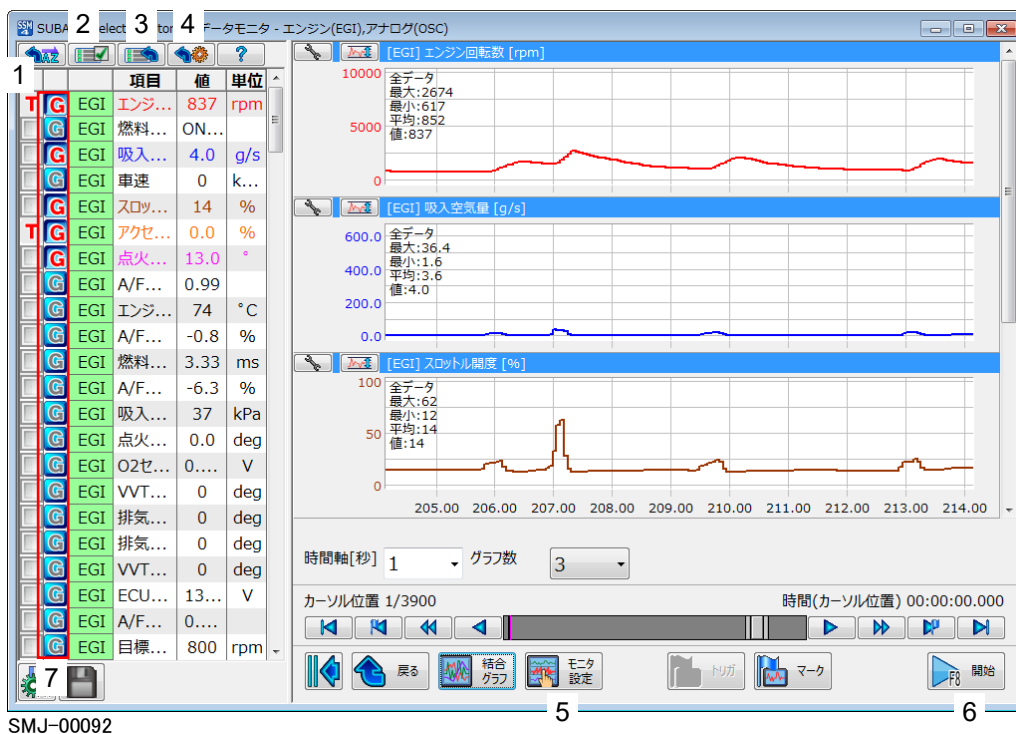 SUBA elect tor データモニタ - エンジン(EGI),アナログ(OSC)
1 2 3 4
AZ ?
項目 値 単位
T G EGI エンジ... 837 rpm
G EGI 燃料... ON...
G EGI 吸入... 4.0 g/s
G EGI 車速 0 k...
G EGI スロッ... 14 %
T G EGI アクセ... 0.0 %
G EGI 点火... 13.0 °
G EGI A/F... 0.99
G EGI エンジ... 74 °C
G EGI A/F... -0.8 %
G EGI 燃料... 3.33 ms
G EGI A/F... -6.3 %
G EGI 吸入... 37 kPa
G EGI 点火... 0.0 deg
G EGI O2セ... 0.... V
G EGI VVT... 0 deg
G EGI 排気... 0 deg
G EGI 排気... 0 deg
G EGI VVT... 0 deg
G EGI ECU... 13... V
G EGI A/F... 0....
G EGI 目標... 800 rpm
7
[EGI] エンジン回転数 [rpm]
10000
5000
0
全データ
最大:2674
最小:617
平均:852
値:837
[EGI] 吸入空気量 [g/s]
600.0
400.0
200.0
0.0
全データ
最大:36.4
最小:1.6
平均:3.6
値:4.0
[EGI] スロットル開度 [%]
100
50
0
全データ
最大:62
最小:12
平均:14
値:14
205.00 206.00 207.00 208.00 209.00 210.00 211.00 212.00 213.00 214.00
時間軸[秒] 1 グラフ数 3
カーソル位置 1/3900 時間(カーソル位置) 00:00:00.000
戻る 結合 グラフ モニタ 設定 トリガ マーク F8 開始
5 6
SMJ-00092